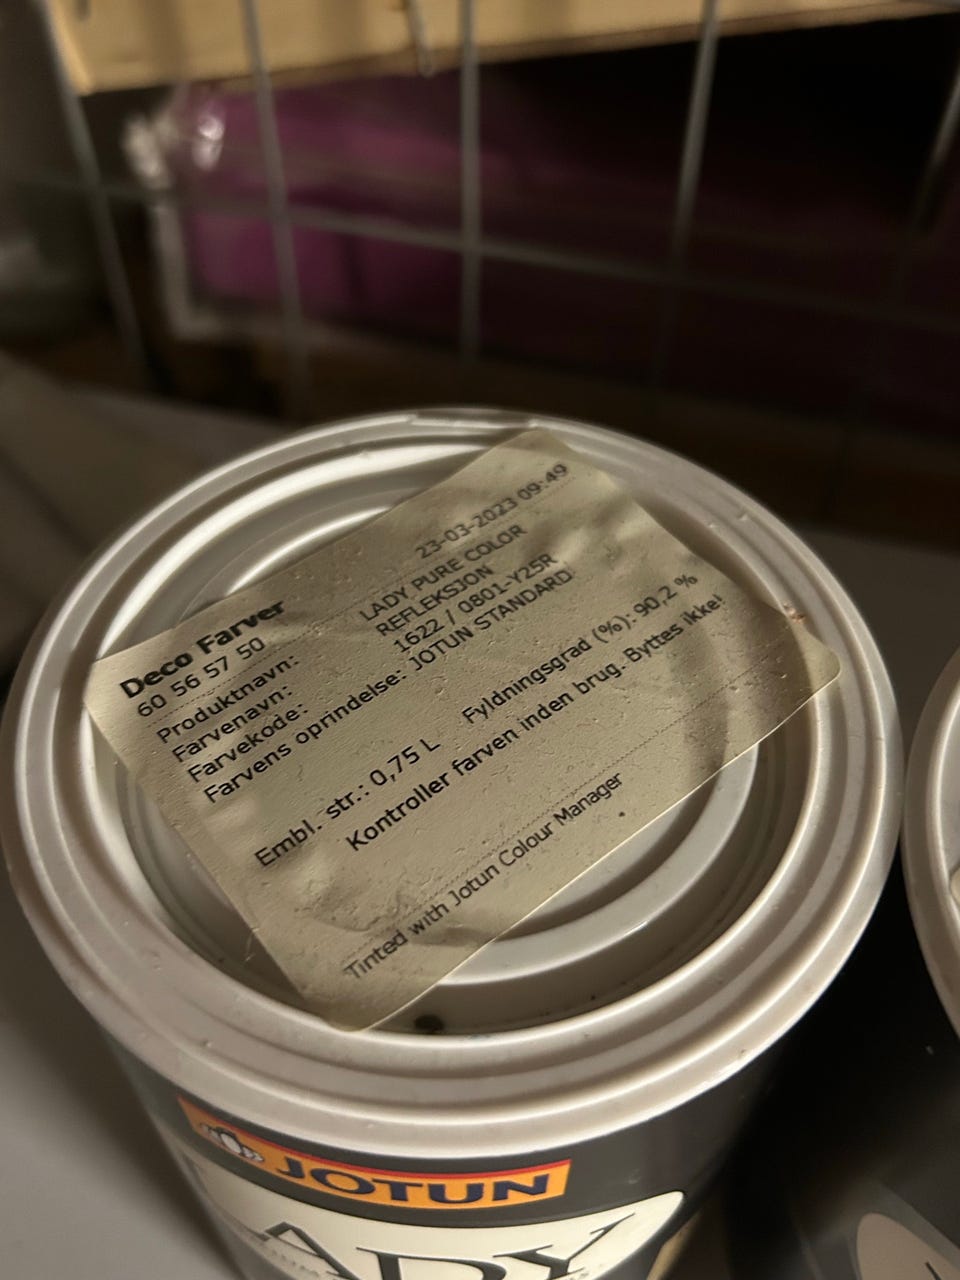 Deco Farver
60 56 57 50
23-03-2023 09:49
Produktnavn: LADY PURE COLOR
Farvenavn: REFLEKSJON
Farvekode: 1622 / 0801-Y25R
Farvens oprindelse: JOTUN STANDARD
Embl. str.: 0,75 L Fyldningsgrad (%): 90,2 %
Kontroller farven inden brug. Byttes ikke!
Tinted with Jotun Colour Manager
JOTUN
LADY